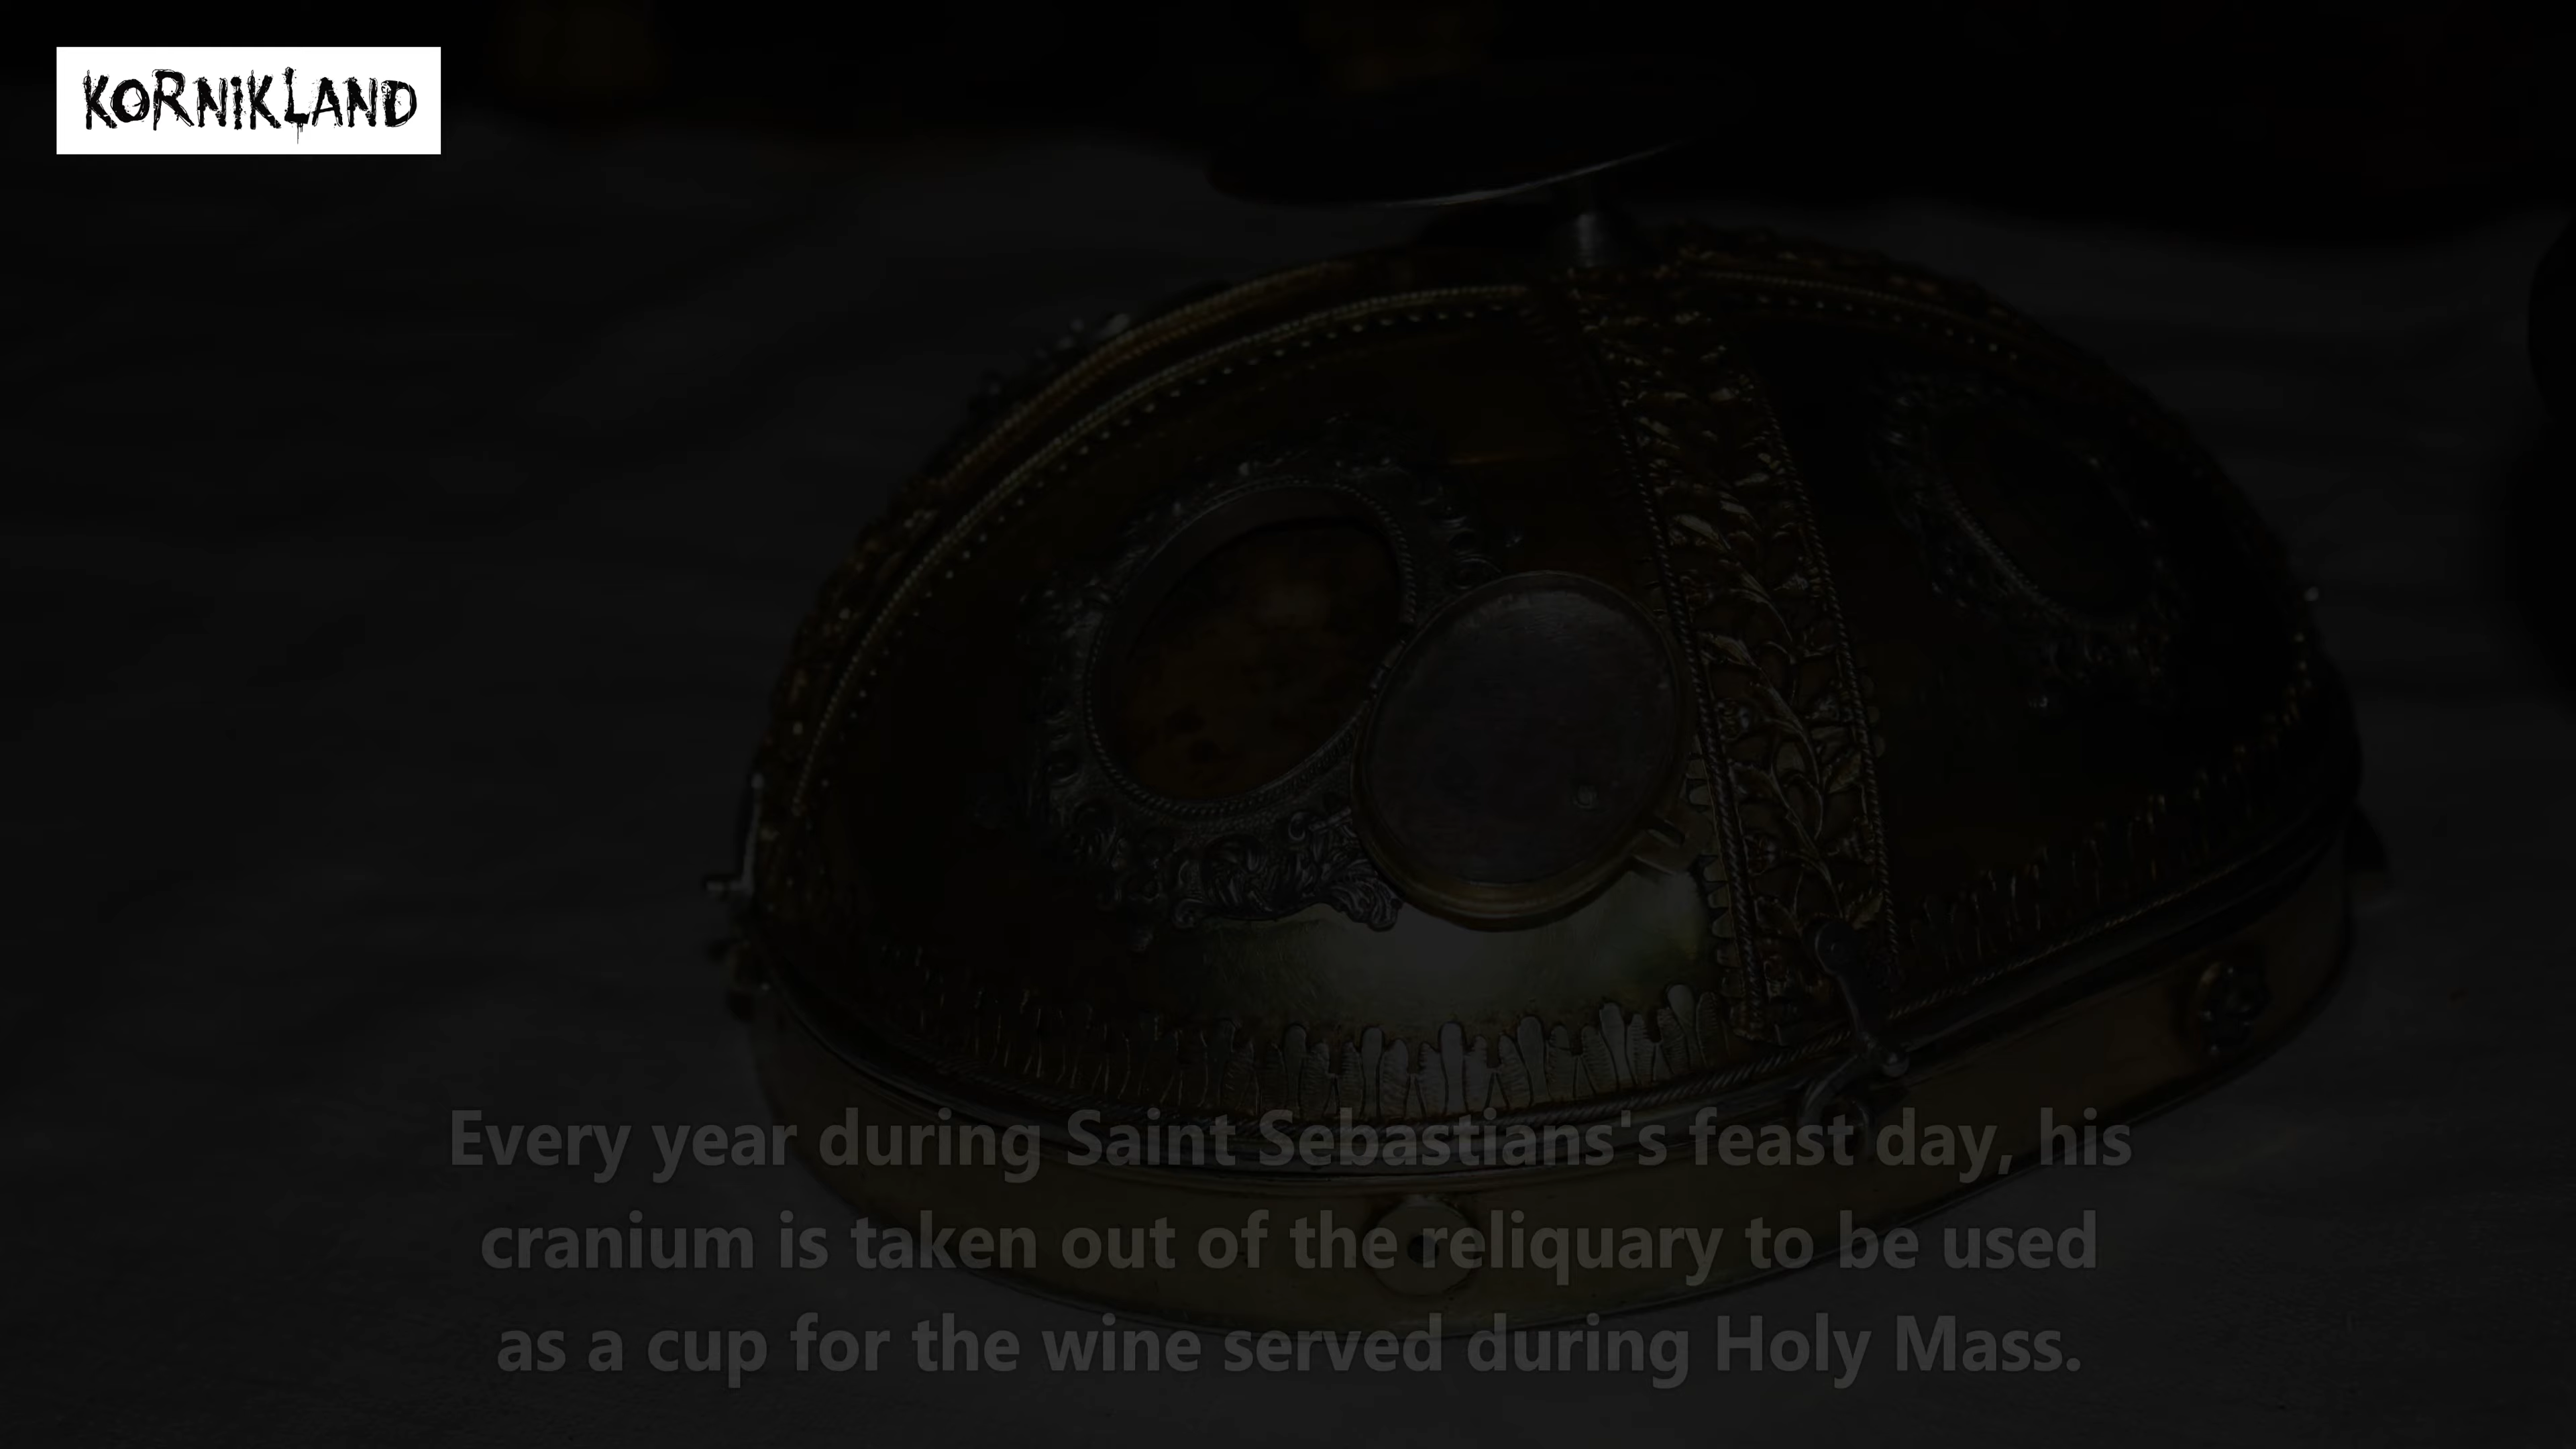 KORNIKLAND
Every year during Saint Sebastians's feast day, his
cranium is taken out of the reliquary to be used
as a cup for the wine served during Holy Mass.